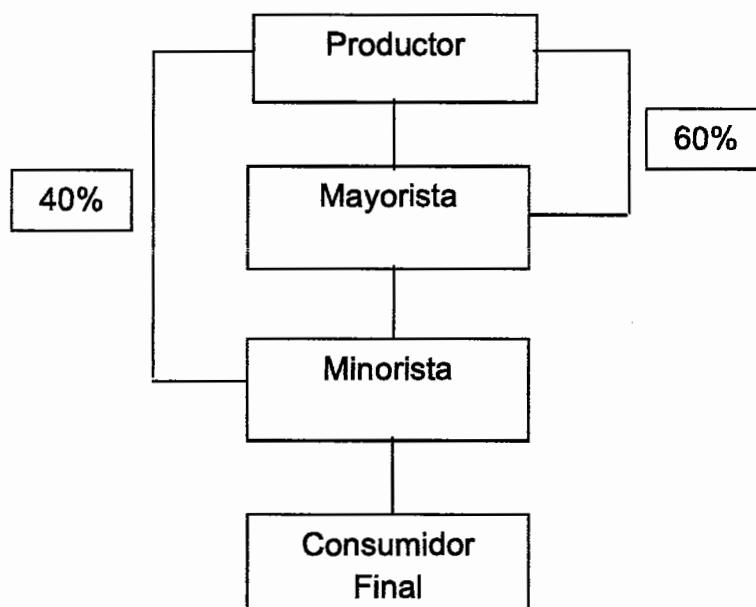 Productor
60%
40%
Mayorista
Minorista
Consumidor
Final